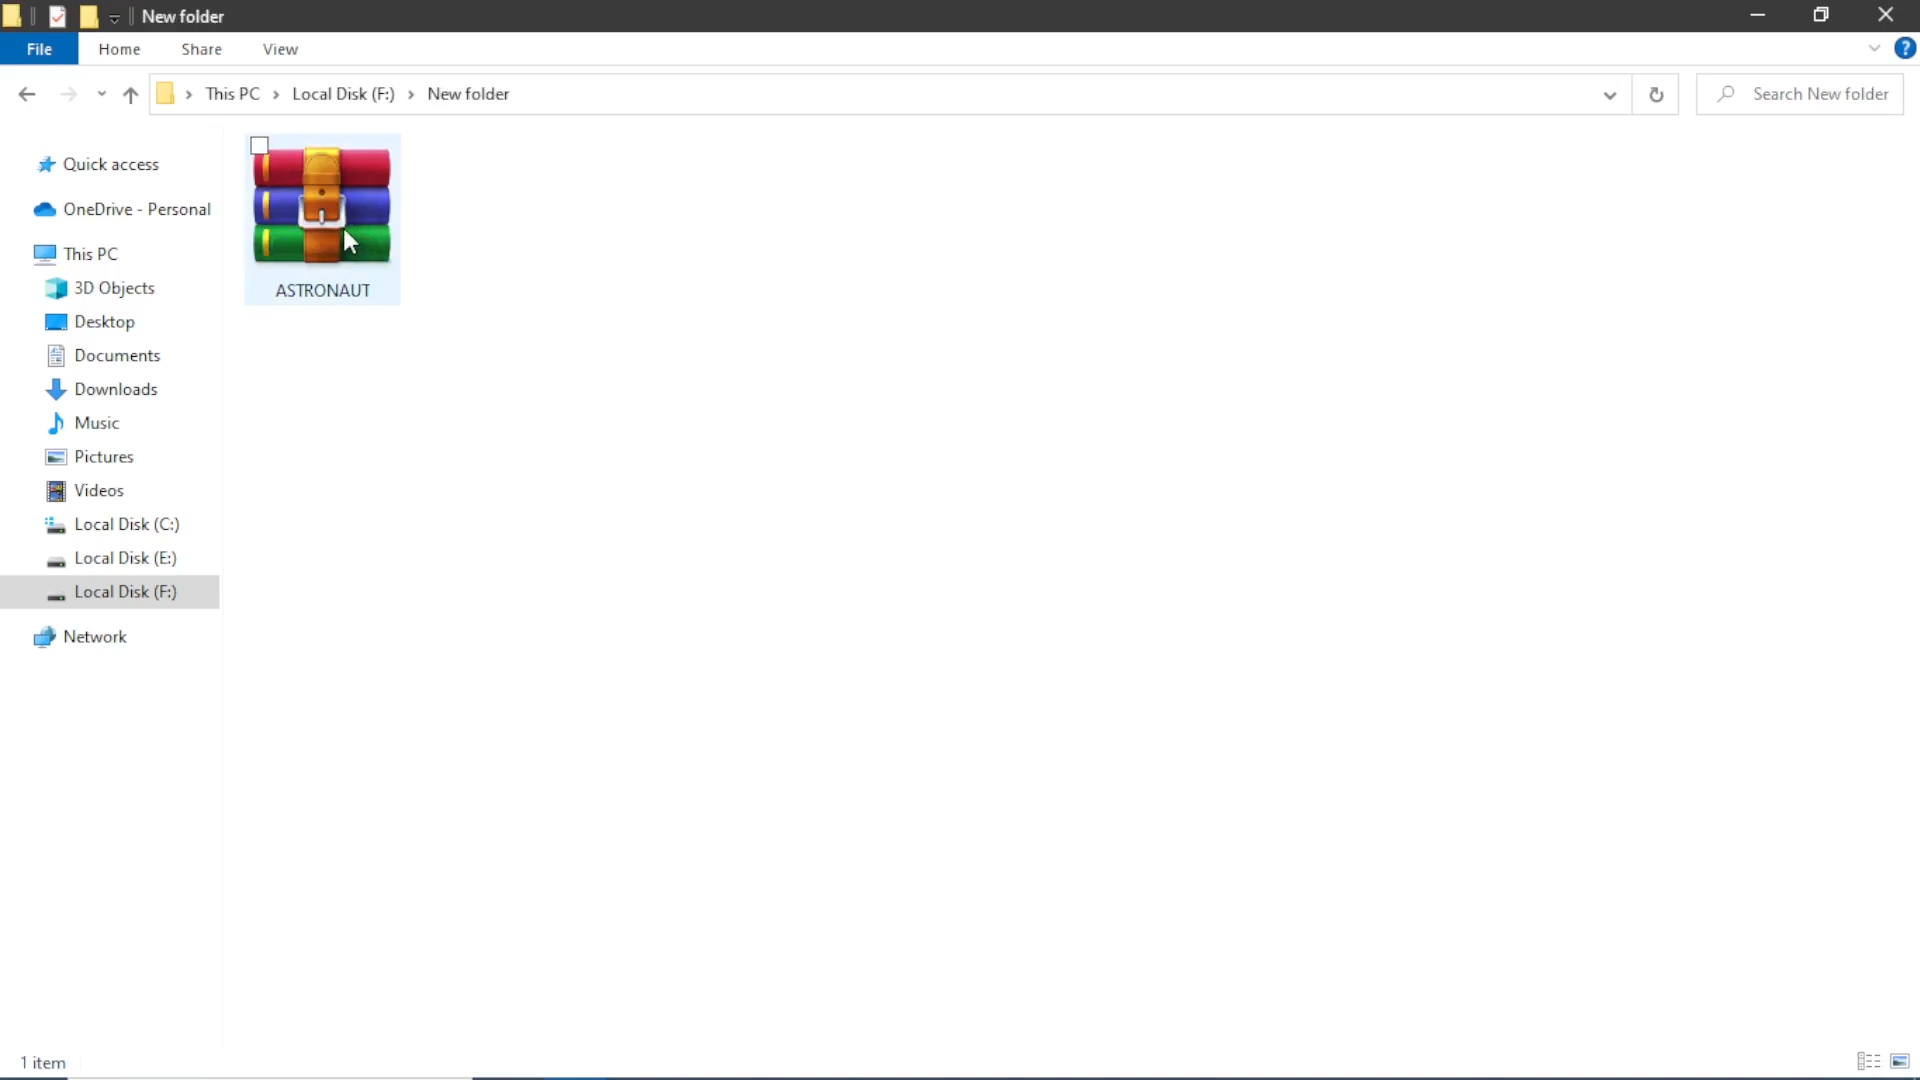 New folder
File Home Share View
This PC Local Disk (F:) New folder
Search New folder
Quick access
OneDrive - Personal
This PC
3D Objects
Desktop
Documents
Downloads
Music
Pictures
Videos
Local Disk (C:)
Local Disk (E:)
Local Disk (F:)
Network
ASTRONAUT
1 item